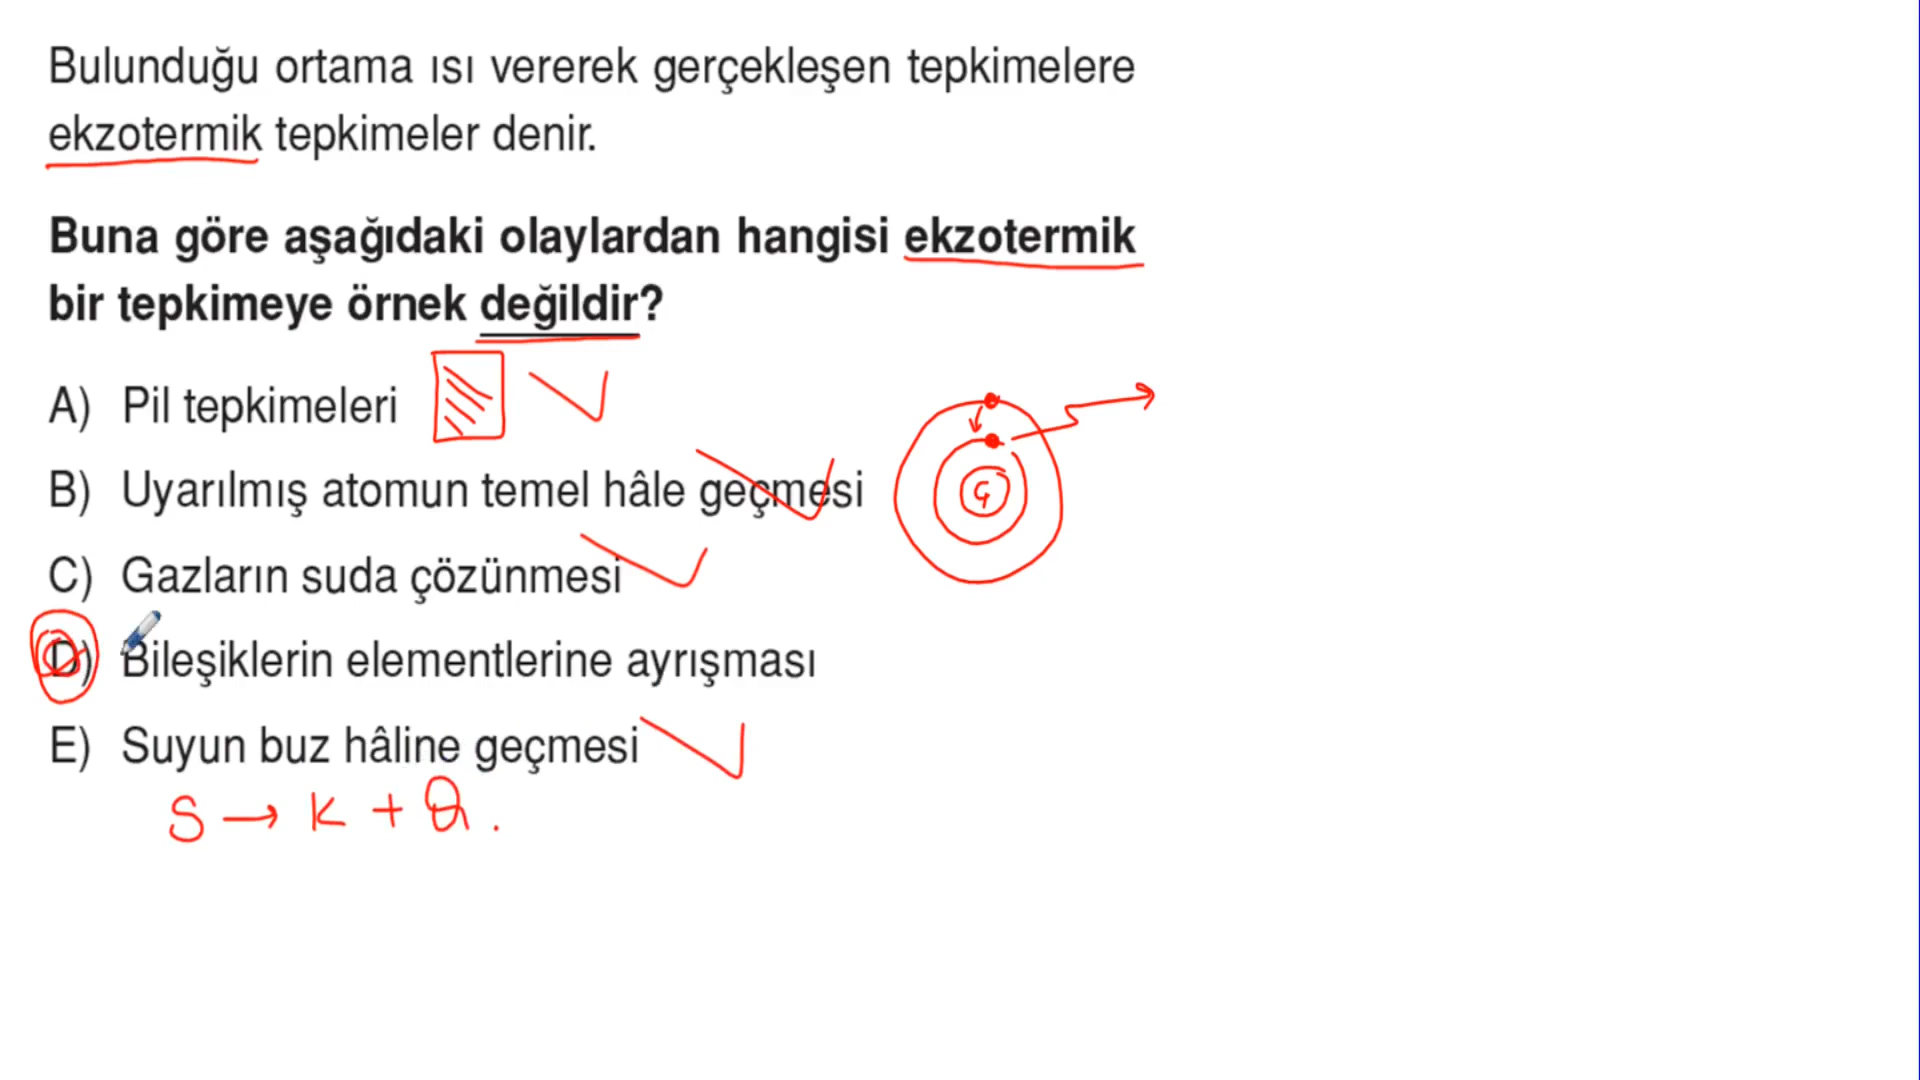 Bulunduğu ortama ısı vererek gerçekleşen tepkimelere
ekzotermik tepkimeler denir.
Buna göre aşağıdaki olaylardan hangisi ekzotermik
bir tepkimeye örnek değildir?
A) Pil tepkimeleri
B) Uyarılmış atomun temel hâle geçmesi
Ç
C) Gazların suda çözünmesi
D) Bileşiklerin elementlerine ayrışması
E) Suyun buz hâline geçmesi
S → K + Q.